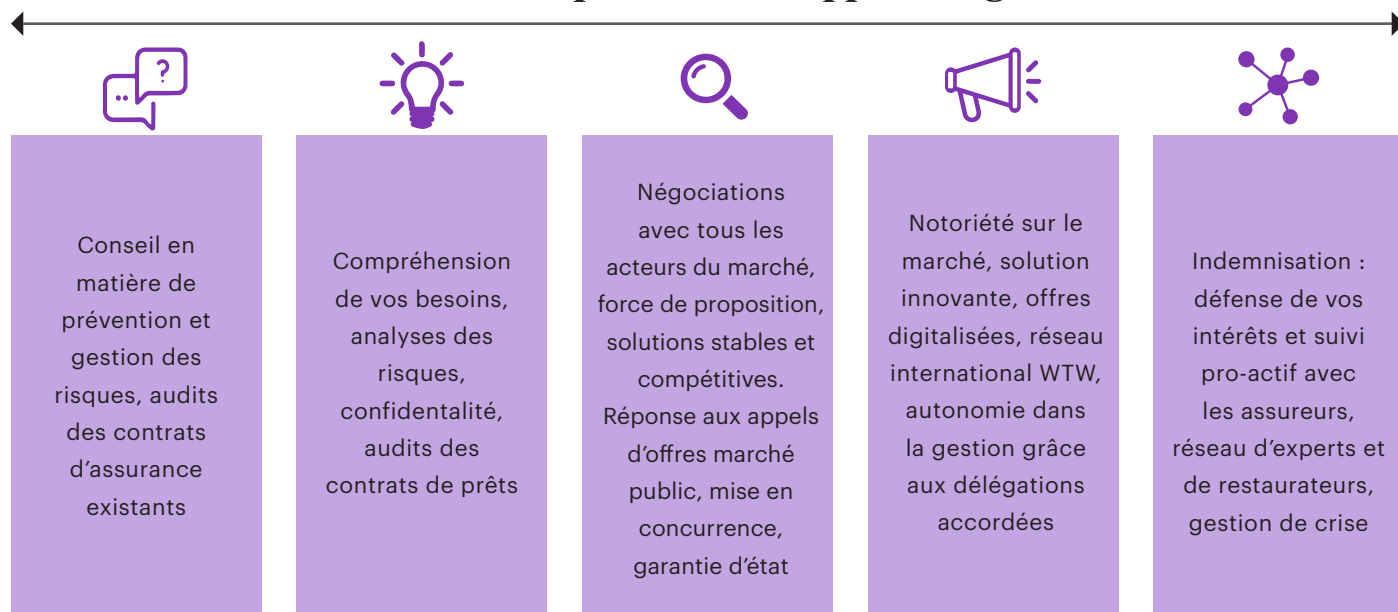 Conseil en
matière de
prévention et
gestion des
risques, audits
des contrats
d’assurance
existants
Compréhension
de vos besoins,
analyses des
risques,
confidentalité,
audits des
contrats de prêts
Négociations
avec tous les
acteurs du marché,
force de proposition,
solutions stables et
compétitives.
Réponse aux appels
d’offres marché
public, mise en
concurrence,
garantie d’état
Notoriété sur le
marché, solution
innovante, offres
digitalisées, réseau
international WTW,
autonomie dans
la gestion grâce
aux délégations
accordées
Indemnisation :
défense de vos
intérêts et suivi
pro-actif avec
les assureurs,
réseau d’experts et
de restaurateurs,
gestion de crise